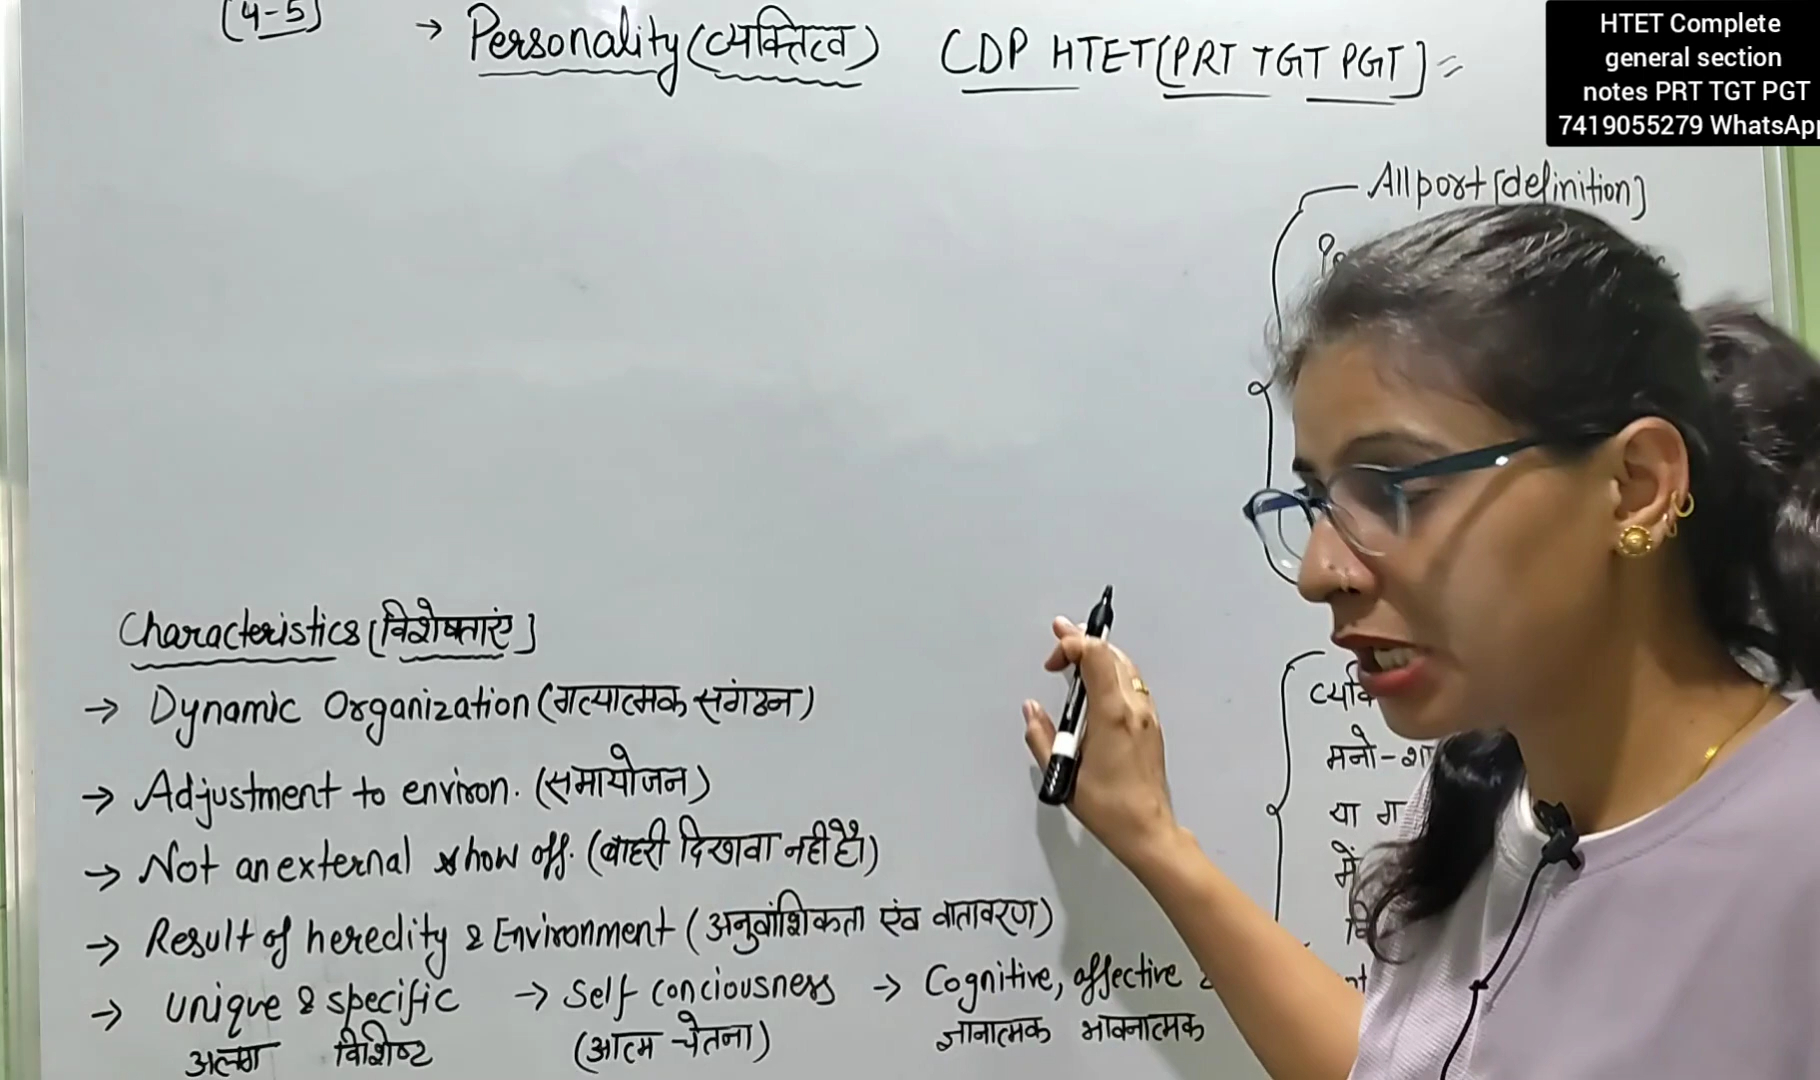 (4-5) → Personality (व्यक्तित्व) CDP HTET [PRT TGT PGT] =
HTET Complete
general section
notes PRT TGT PGT
7419055279 WhatsApp
Allport [definition]
Characteristics [विशेषताएं]
→ Dynamic Organization (गत्यात्मक संगठन)
→ Adjustment to environ. (समायोजन)
→ Not an external show off. (बाहरी दिखावा नहीं है।)
→ Result of heredity & Environment (अनुवांशिकता एंव वातावरण)
→ unique & specific → Self conciousness → Cognitive, affective
अलग विशिष्ट (आत्म चेतना) ज्ञानात्मक भावनात्मक
मनो-
या
में